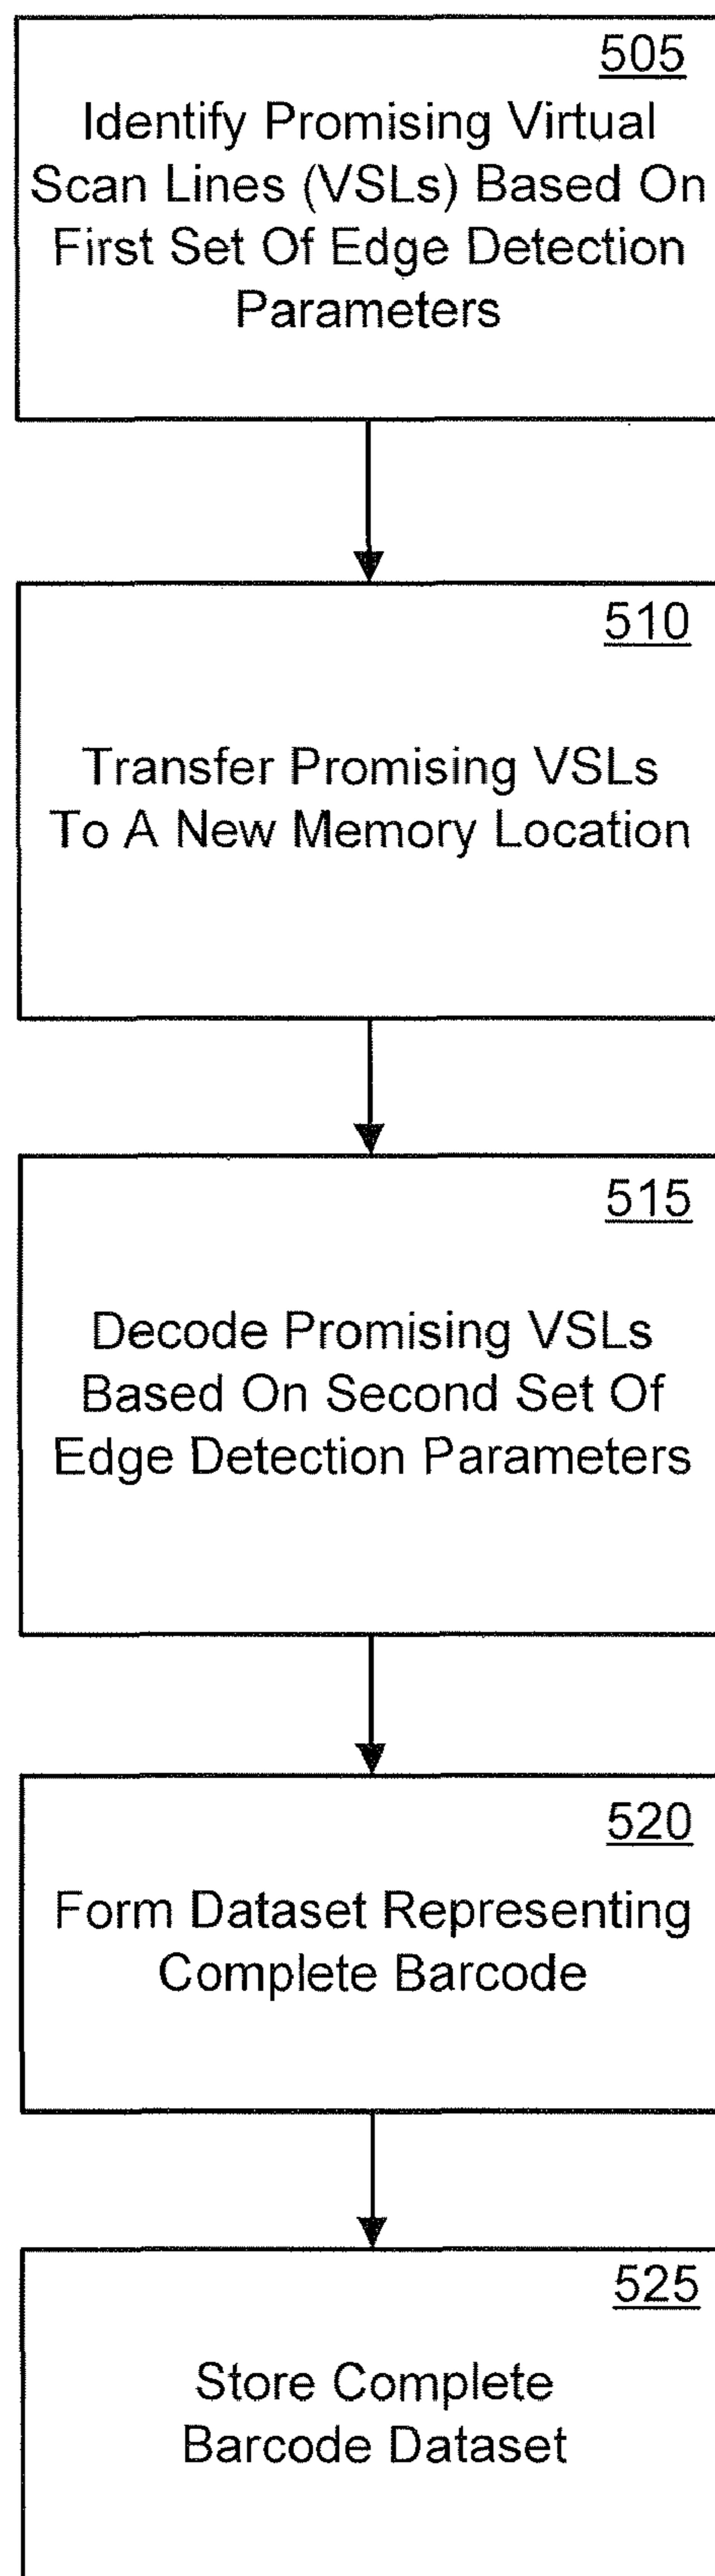 505
Identify Promising Virtual
Scan Lines (VSLs) Based On
First Set Of Edge Detection
Parameters
510
Transfer Promising VSLs
To A New Memory Location
515
Decode Promising VSLs
Based On Second Set Of
Edge Detection Parameters
520
Form Dataset Representing
Complete Barcode
525
Store Complete
Barcode Dataset